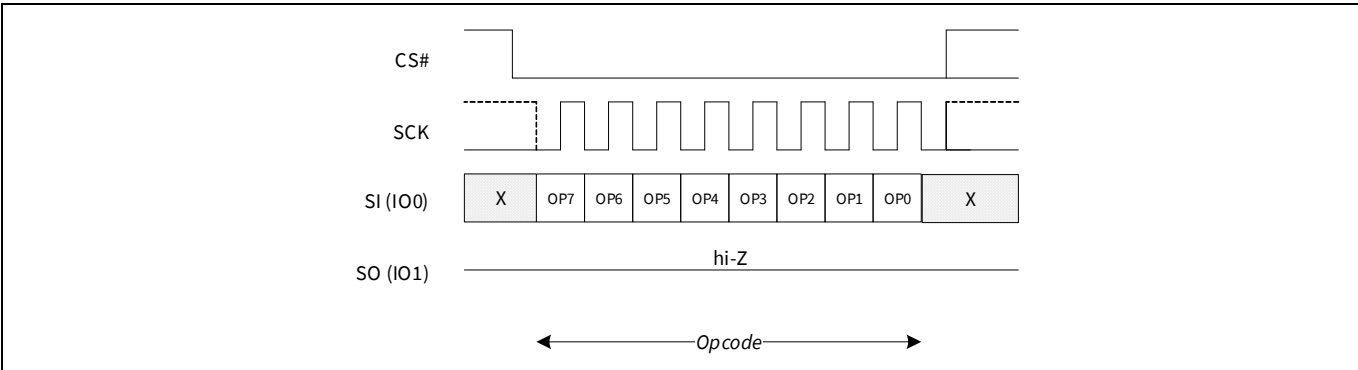 CS#
SCK
SI (IO0) X OP7 OP6 OP5 OP4 OP3 OP2 OP1 OP0 X
hi-Z
SO (IO1)
Opcode